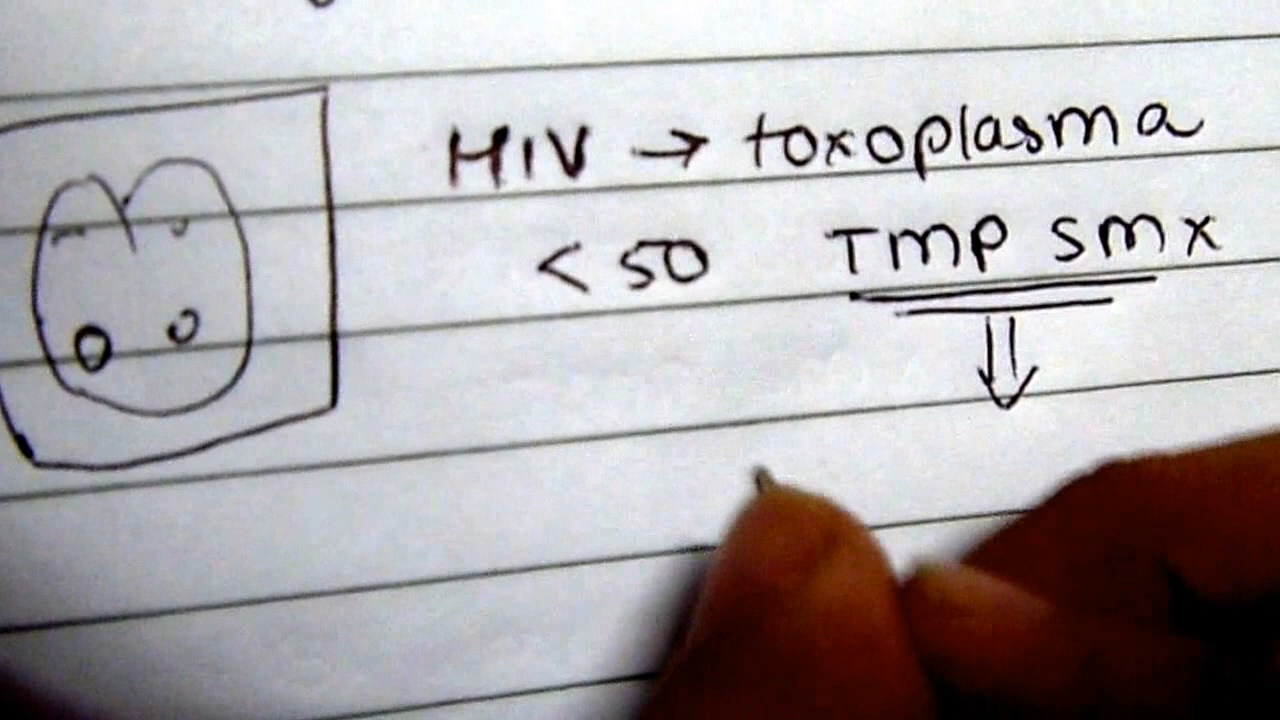 HIV → toxoplasma
< 50 TMP SMX